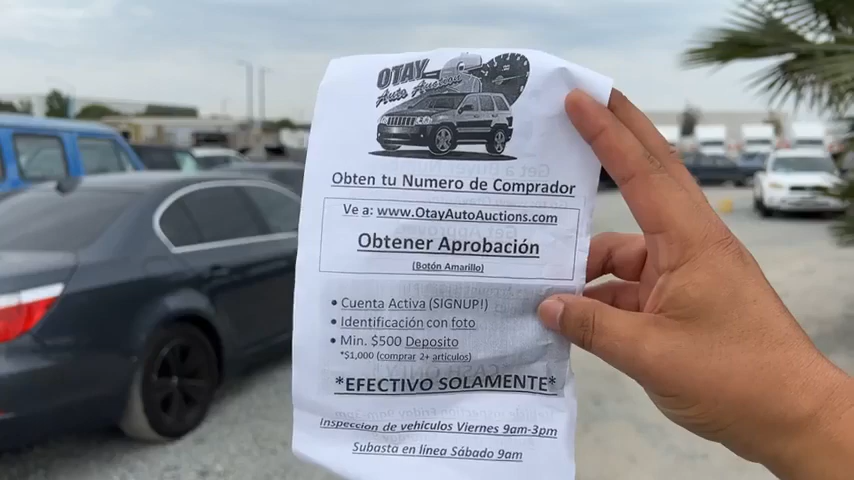 OTAY
Auto Auction
Obten tu Numero de Comprador
Ve a: www.OtayAutoAuctions.com
Obtener Aprobación
(Botón Amarillo)
• Cuenta Activa (SIGNUP!)
• Identificación con foto
• Min. $500 Deposito
*$1,000 (comprar 2+ articulos)
*EFECTIVO SOLAMENTE*
Inspeccion de vehículos Viernes 9am-3pm
Subasta en línea Sábado 9am